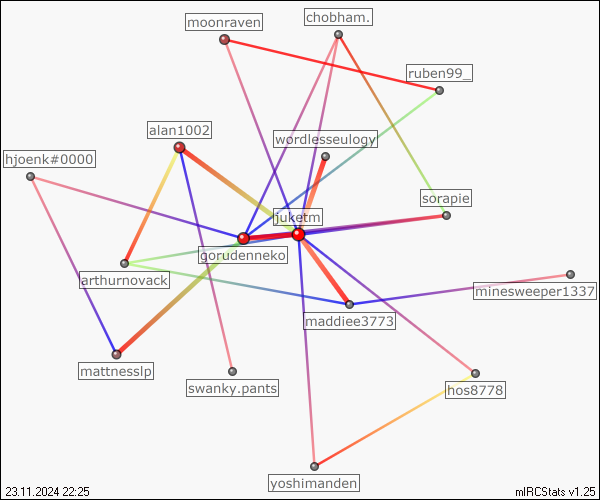 chobham.
moonraven
ruben99_
alan1002
wordlesseulogy
hjoenk#0000
sorapie
juketm
gorudenneko
arthurnovack
minesweeper1337
maddiee3773
mattnesslp
swanky.pants
hos8778
yoshimanden
23.11.2024 22:25
mIRCStats v1.25